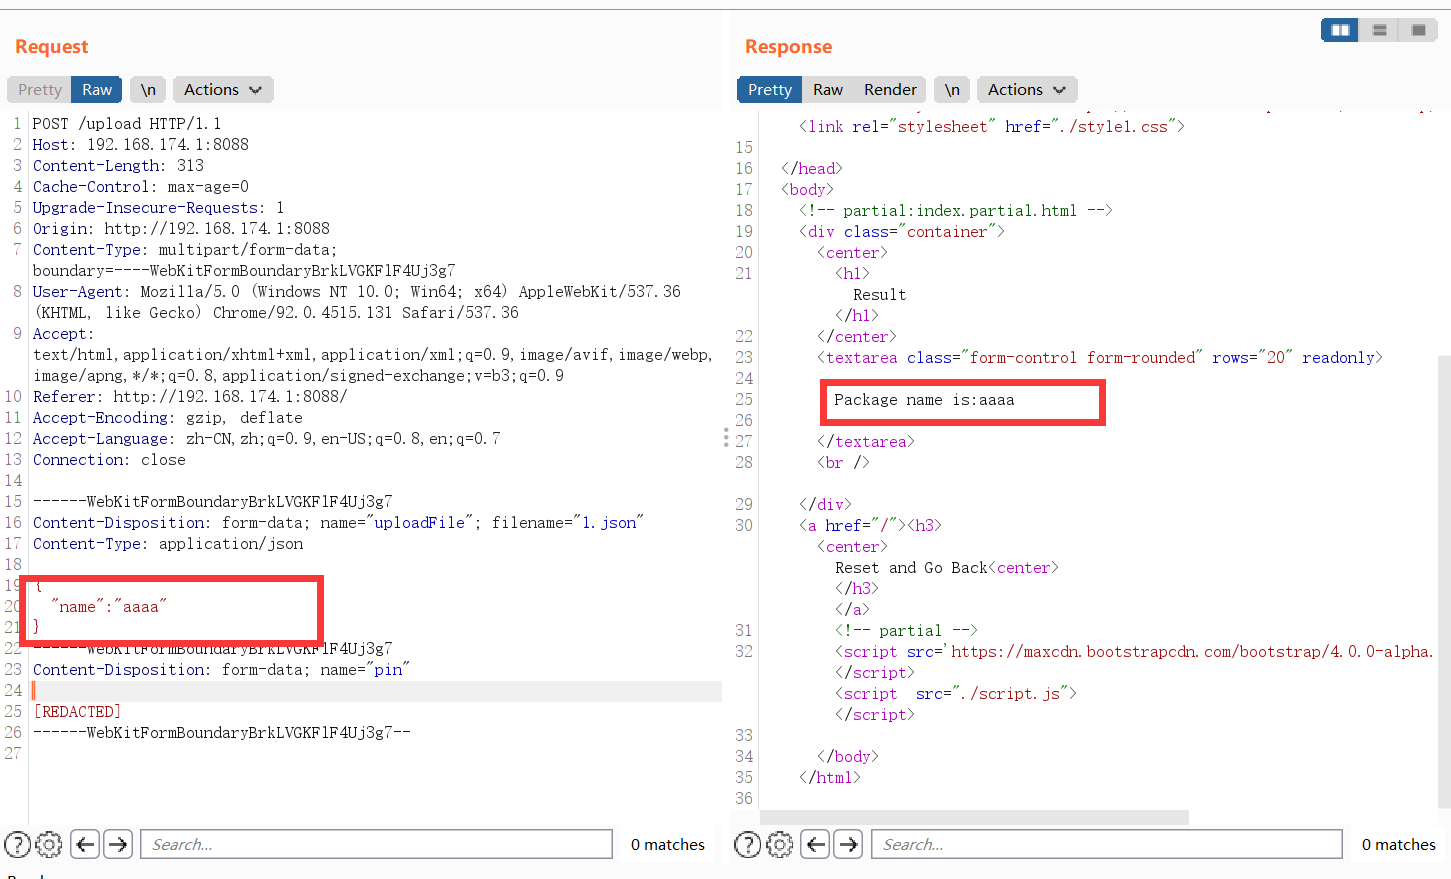 Request
Pretty Raw \n Actions
1 POST /upload HTTP/1.1
2 Host: 192.168.174.1:8088
3 Content-Length: 313
4 Cache-Control: max-age=0
5 Upgrade-Insecure-Requests: 1
6 Origin: http://192.168.174.1:8088
7 Content-Type: multipart/form-data;
boundary=----WebKitFormBoundaryBrkLVGKFlF4Uj3g7
8 User-Agent: Mozilla/5.0 (Windows NT 10.0; Win64; x64) AppleWebKit/537.36
(KHTML, like Gecko) Chrome/92.0.4515.131 Safari/537.36
9 Accept:
text/html,application/xhtml+xml,application/xml;q=0.9,image/avif,image/webp,
image/apng,*/*;q=0.8,application/signed-exchange;v=b3;q=0.9
10 Referer: http://192.168.174.1:8088/
11 Accept-Encoding: gzip, deflate
12 Accept-Language: zh-CN,zh;q=0.9,en-US;q=0.8,en;q=0.7
13 Connection: close
14
15 ------WebKitFormBoundaryBrkLVGKFlF4Uj3g7
16 Content-Disposition: form-data; name="uploadFile"; filename="1.json"
17 Content-Type: application/json
18
19 {
20 "name":"aaaa"
21 }
22 ------WebKitFormBoundaryBrkLVGKFlF4Uj3g7
23 Content-Disposition: form-data; name="pin"
24
25 [REDACTED]
26 ------WebKitFormBoundaryBrkLVGKFlF4Uj3g7--
27
Search... 0 matches
Response
Pretty Raw Render \n Actions
<link rel="stylesheet" href="./style1.css">
15
16 </head>
17 <body>
18 <!-- partial:index.partial.html -->
19 <div class="container">
20 <center>
21 <h1>
Result
</h1>
22 </center>
23 <textarea class="form-control form-rounded" rows="20" readonly>
24
25 Package name is:aaaa
26
27 </textarea>
28 <br />
29 </div>
30 <a href="/"><h3>
<center>
Reset and Go Back<center>
</h3>
</a>
31 <!-- partial -->
32 <script src='https://maxcdn.bootstrapcdn.com/bootstrap/4.0.0-alpha.
</script>
<script src="./script.js">
</script>
33
34 </body>
35 </html>
36
Search... 0 matches